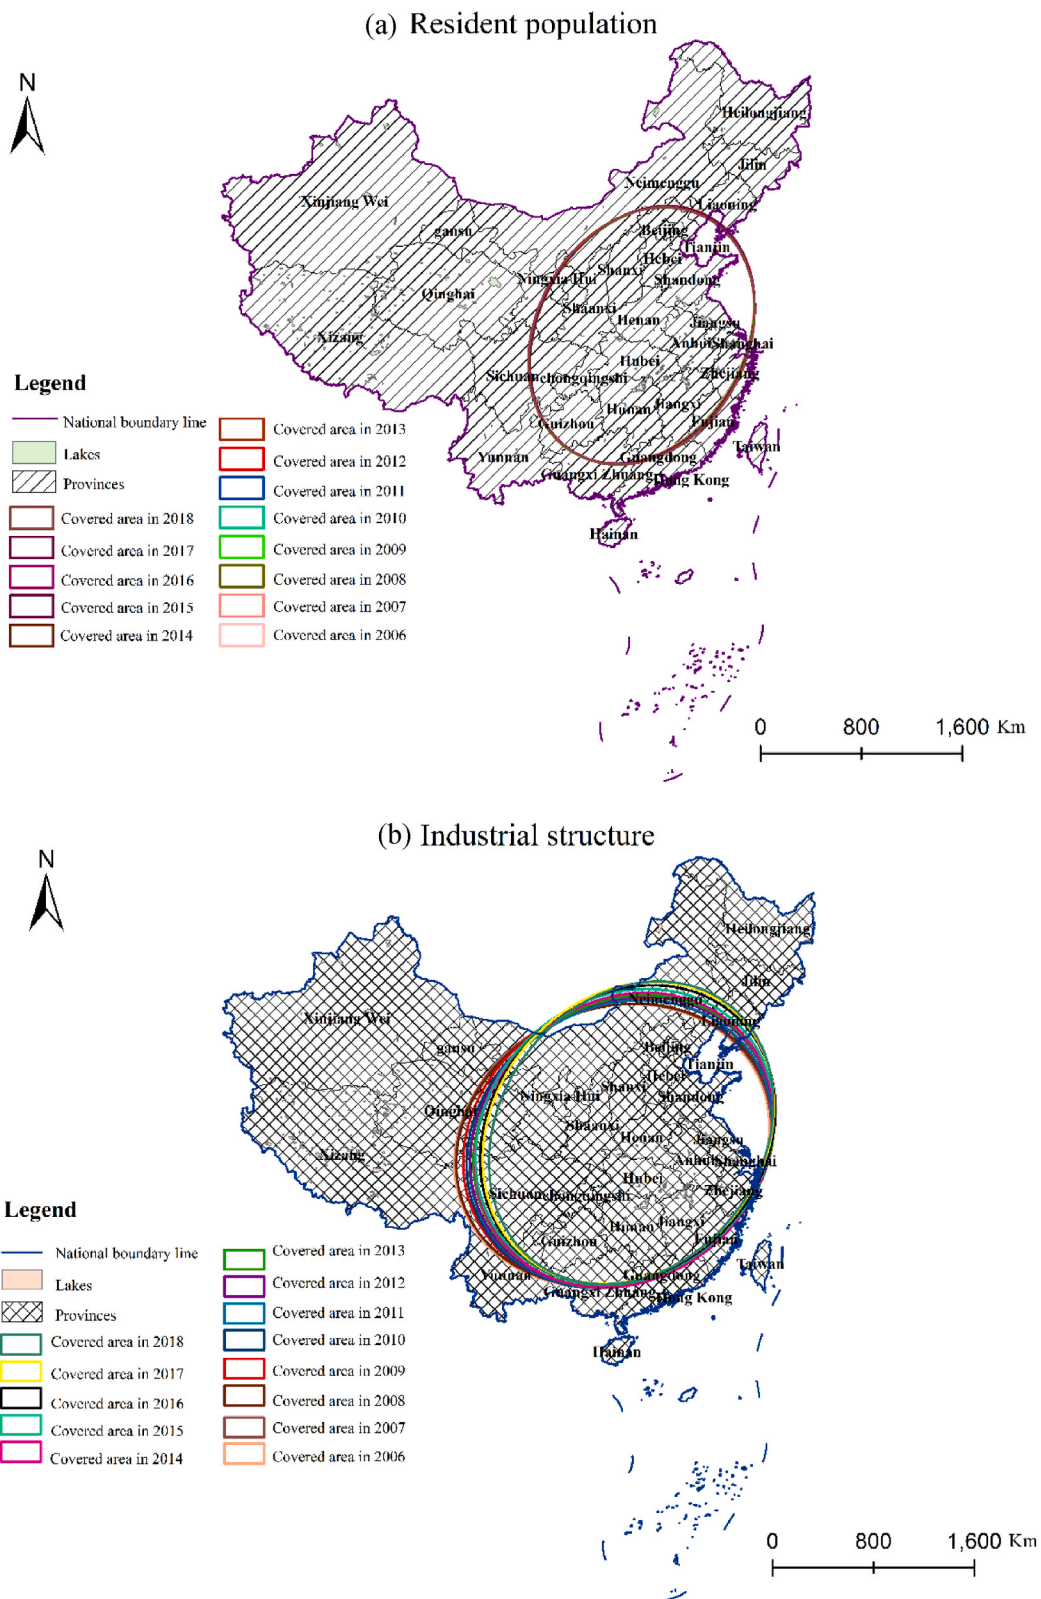 (a) Resident population
N
Heilongjiang
Jilin
Neimenggu
Liaoning
Xinjiang Wei
gansu
Beijing
Tianjin
Hebei
Shanxi
Shandong
Ningxia Hui
Qinghai
Shaanxi
Henan
Jiangsu
Xizang
Anhui
Shanghai
Hubei
Zhejiang
Sichuan
chongqingshi
Hunan
Jiangxi
Guizhou
Fujian
Taiwan
Yunnan
Guangdong
Guangxi Zhuang
Hong Kong
Hainan
Legend
National boundary line
Lakes
Provinces
Covered area in 2018
Covered area in 2017
Covered area in 2016
Covered area in 2015
Covered area in 2014
Covered area in 2013
Covered area in 2012
Covered area in 2011
Covered area in 2010
Covered area in 2009
Covered area in 2008
Covered area in 2007
Covered area in 2006
0 800 1,600 Km
(b) Industrial structure
N
Heilongjiang
Jilin
Neimenggu
Liaoning
Xinjiang Wei
gansu
Beijing
Tianjin
Hebei
Shanxi
Shandong
Ningxia Hui
Qinghai
Shaanxi
Henan
Jiangsu
Xizang
Anhui
Shanghai
Hubei
Zhejiang
Sichuan
chongqingshi
Hunan
Jiangxi
Guizhou
Fujian
Taiwan
Yunnan
Guangdong
Guangxi Zhuang
Hong Kong
Hainan
Legend
National boundary line
Lakes
Provinces
Covered area in 2018
Covered area in 2017
Covered area in 2016
Covered area in 2015
Covered area in 2014
Covered area in 2013
Covered area in 2012
Covered area in 2011
Covered area in 2010
Covered area in 2009
Covered area in 2008
Covered area in 2007
Covered area in 2006
0 800 1,600 Km